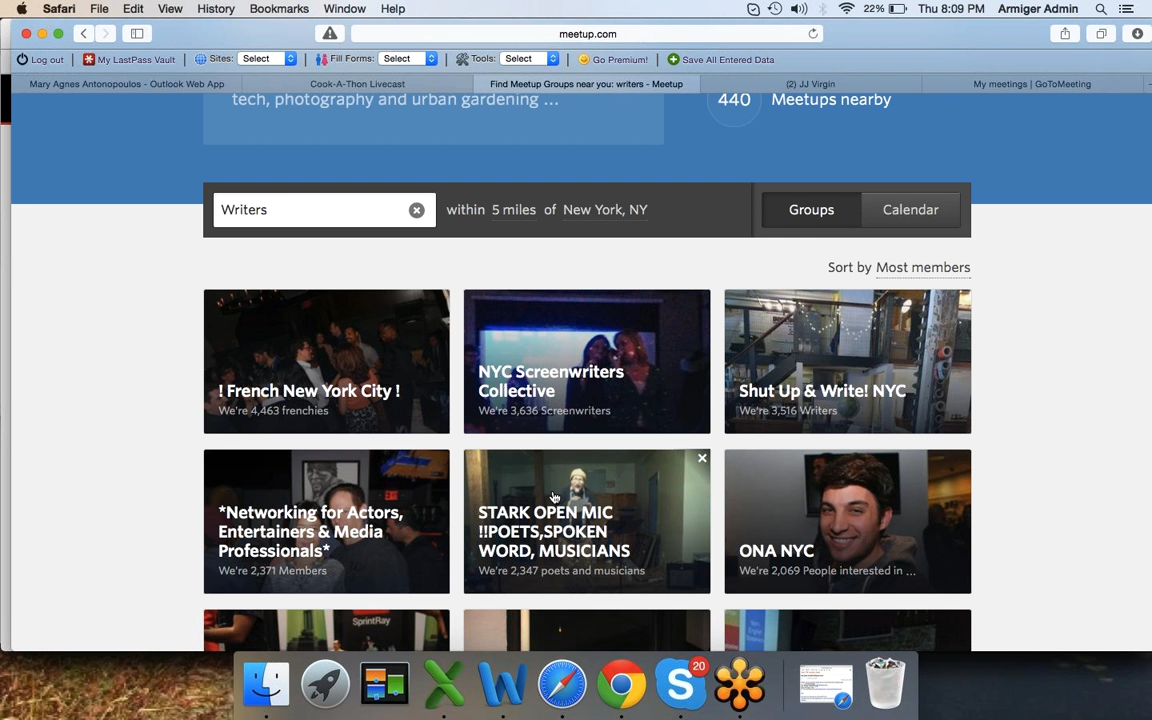 Safari File Edit View History Bookmarks Window Help 22% Thu 8:09 PM Armiger Admin
meetup.com
Log out My LastPass Vault Sites: Select Fill Forms: Select Tools: Select Go Premium! Save All Entered Data
Mary Agnes Antonopoulos - Outlook Web App Cook-A-Thon Livecast Find Meetup Groups near you: writers - Meetup (2) JJ Virgin My meetings | GoToMeeting
tech, photography and urban gardening ... 440 Meetups nearby
Writers within 5 miles of New York, NY Groups Calendar
Sort by Most members
! French New York City !
We're 4,463 frenchies
NYC Screenwriters
Collective
We're 3,636 Screenwriters
Shut Up & Write! NYC
We're 3,516 Writers
*Networking for Actors,
Entertainers & Media
Professionals*
We're 2,371 Members
STARK OPEN MIC
!!POETS,SPOKEN
WORD, MUSICIANS
We're 2,347 poets and musicians
ONA NYC
We're 2,069 People interested in ...
SprintRay
20